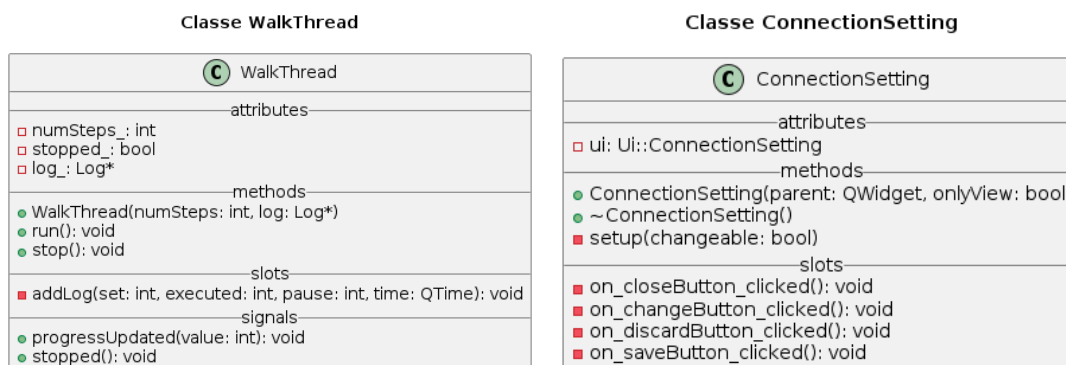 Classe WalkThread
C WalkThread
attributes
numSteps_: int
stopped_: bool
log_: Log*
methods
WalkThread(numSteps: int, log: Log*)
run(): void
stop(): void
slots
addLog(set: int, executed: int, pause: int, time: QTime): void
signals
progressUpdated(value: int): void
stopped(): void
Classe ConnectionSetting
C ConnectionSetting
attributes
ui: Ui::ConnectionSetting
methods
ConnectionSetting(parent: QWidget, onlyView: bool
~ConnectionSetting()
setup(changeable: bool)
slots
on_closeButton_clicked(): void
on_changeButton_clicked(): void
on_discardButton_clicked(): void
on_saveButton_clicked(): void